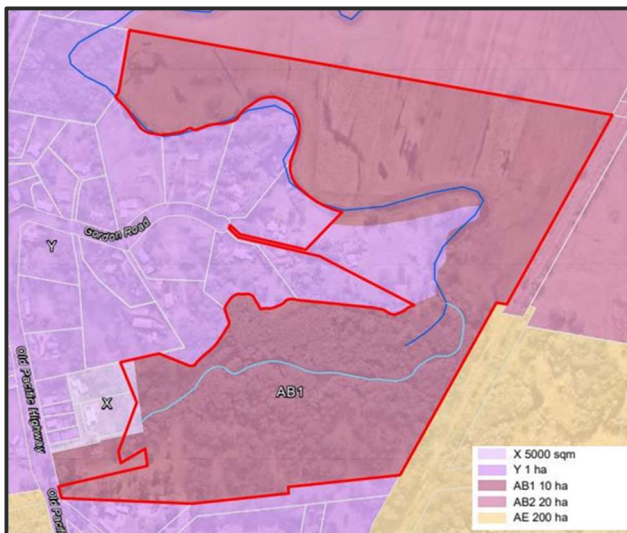 Gordon Road
Y
Old Pacific Highway
X
AB1
Old Paci
X 5000 sqm
Y 1 ha
AB1 10 ha
AB2 20 ha
AE 200 ha